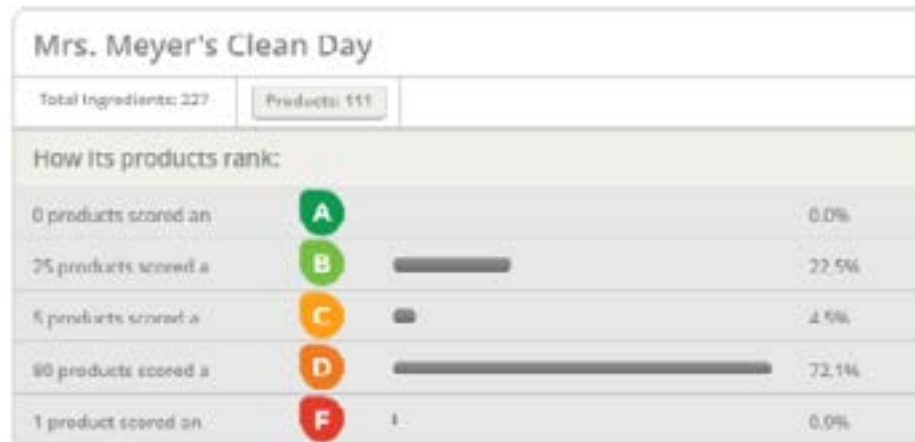 Mrs. Meyer's Clean Day
Total Ingredients: 227 Products: 111
How its products rank:
0 products scored an A 0.0%
25 products scored a B 22.5%
5 products scored a C 4.5%
80 products scored a D 72.1%
1 product scored an F 0.9%